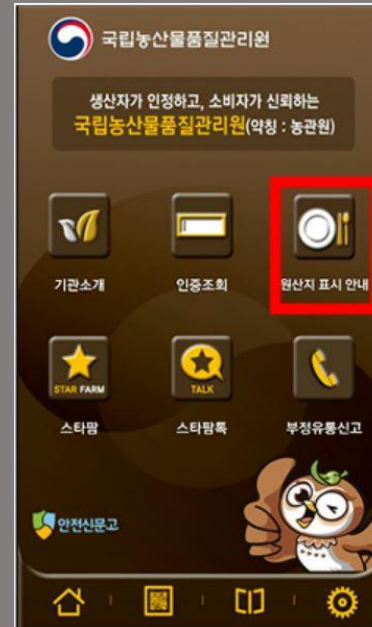 국립농산물품질관리원
생산자가 인정하고, 소비자가 신뢰하는
국립농산물품질관리원(약칭 : 농관원)
기관소개
인증조회
원산지 표시 안내
STAR FARM
TALK
스타팜
스타팜톡
부정유통신고
안전신문고